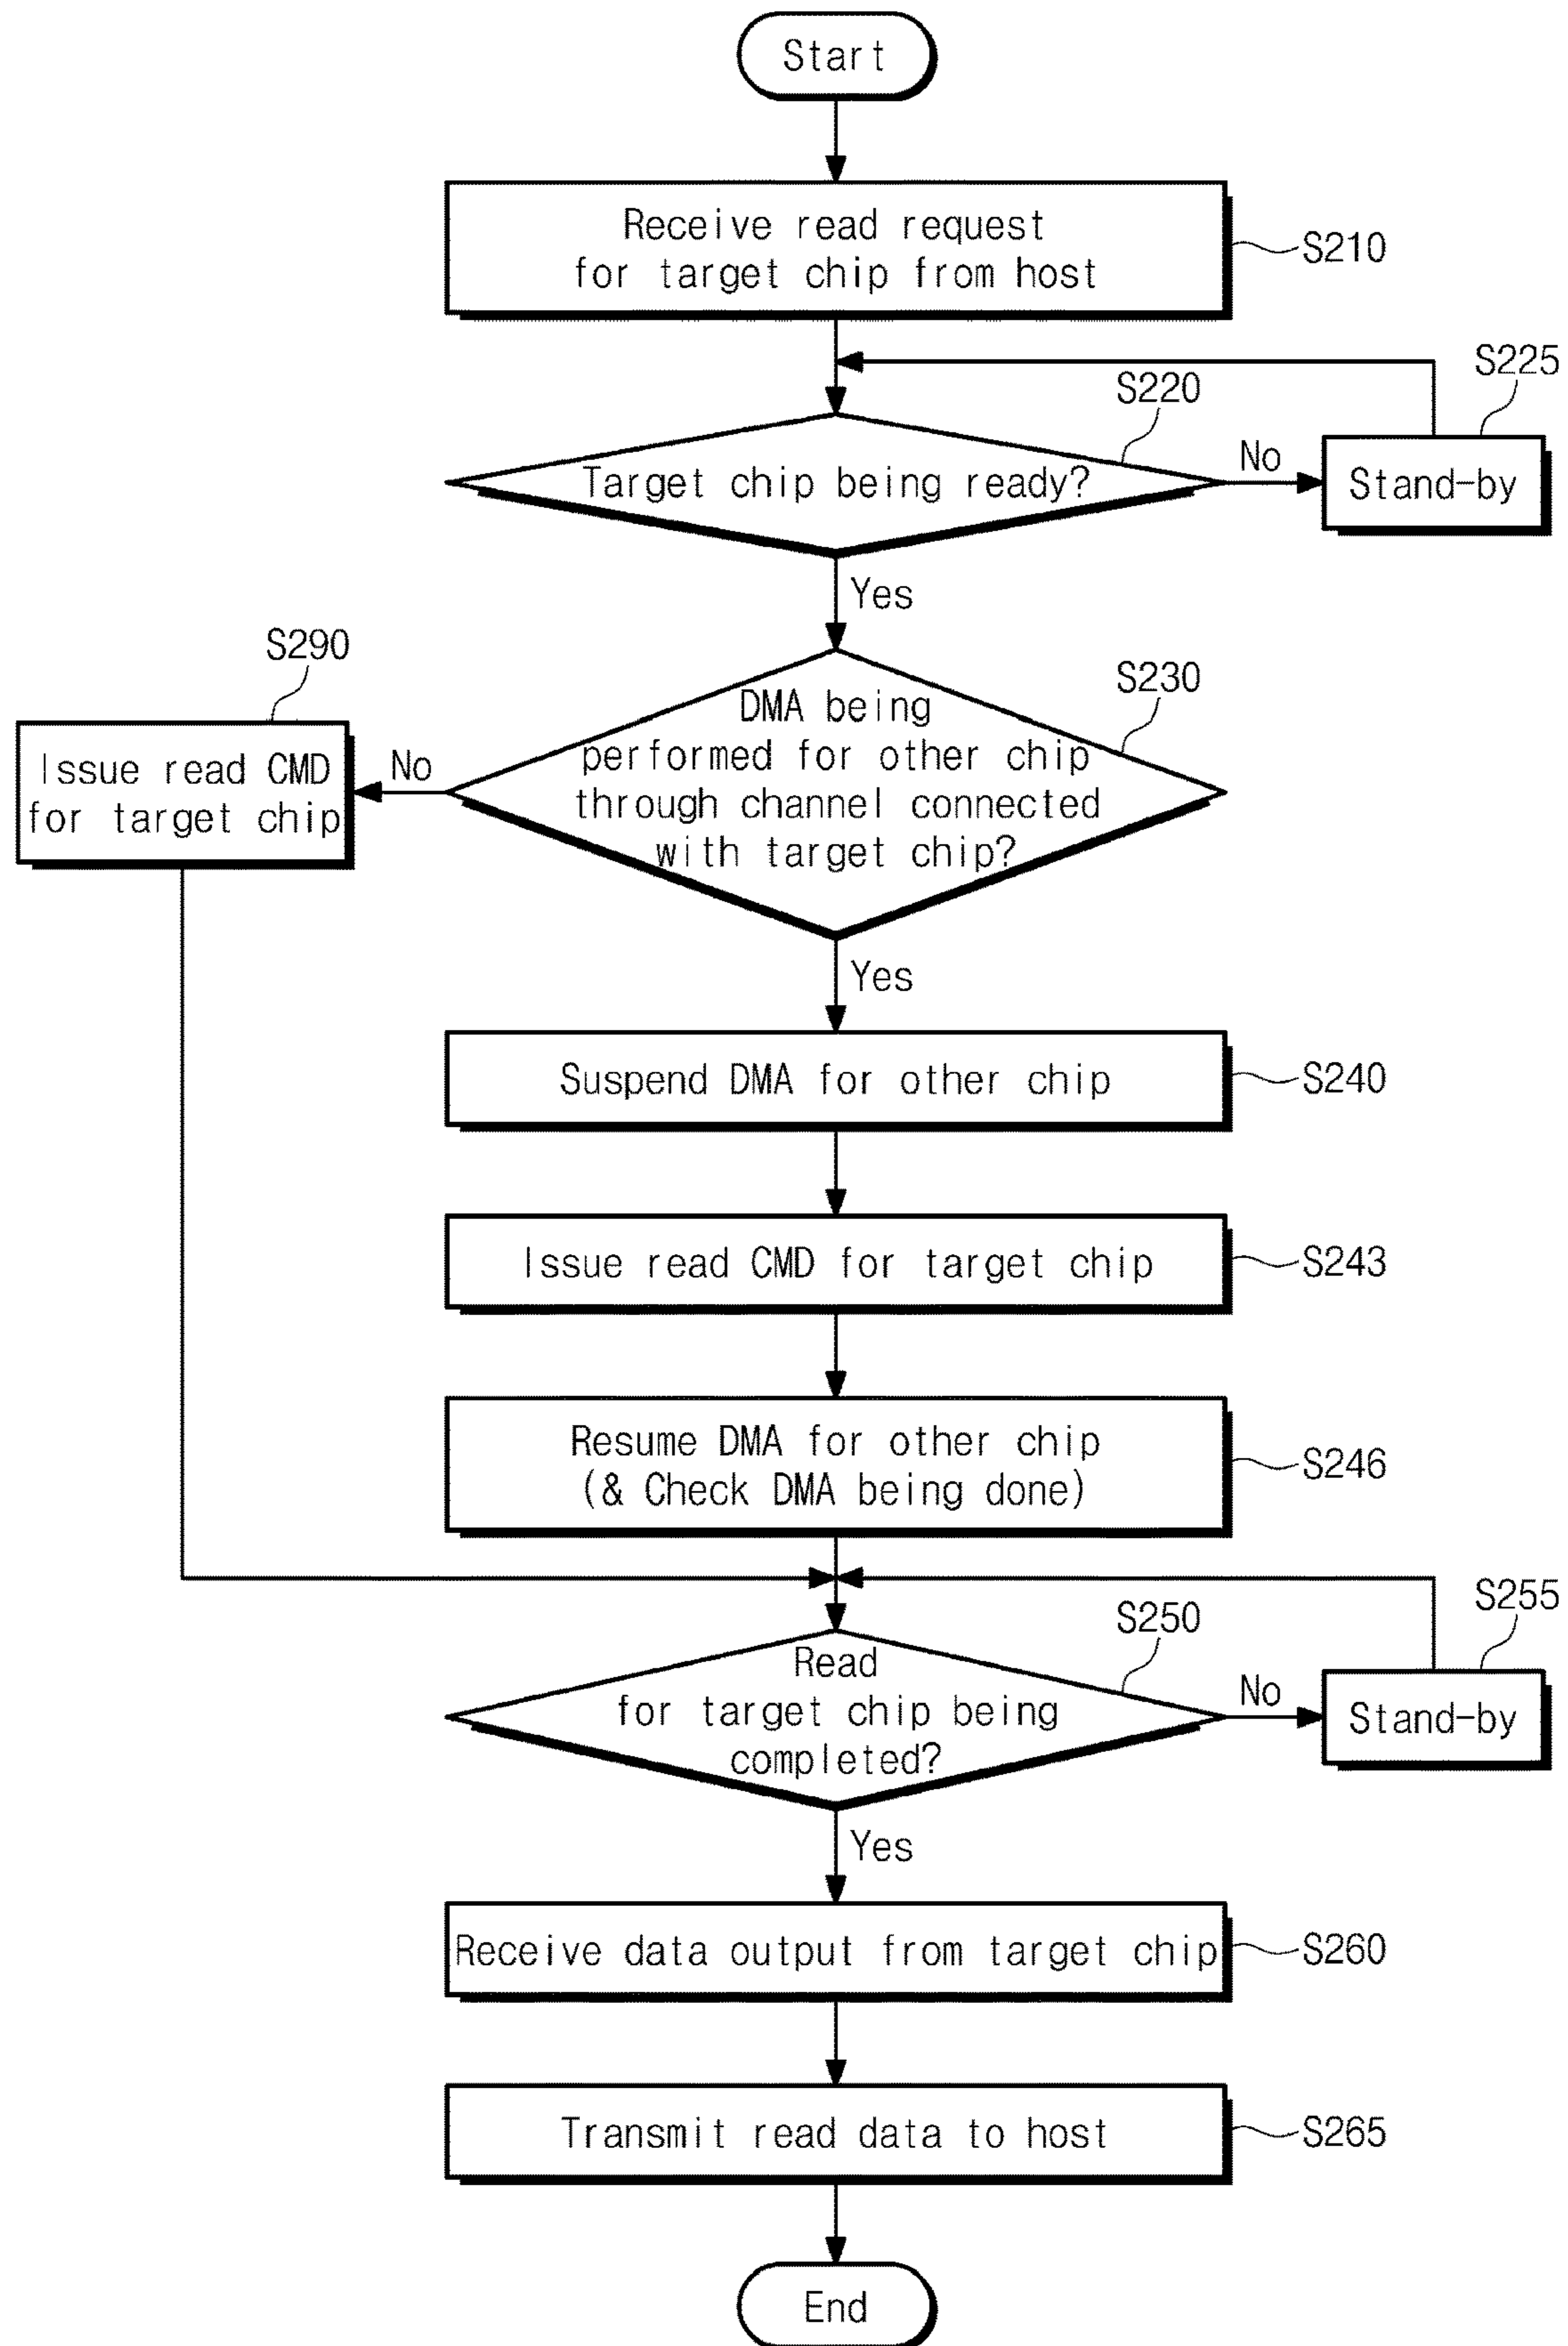 Start
Receive read request
for target chip from host
S210
S225
S220
Target chip being ready?
No
Stand-by
Yes
S290
S230
DMA being
performed for other chip
through channel connected
with target chip?
No
Issue read CMD
for target chip
Yes
Suspend DMA for other chip
S240
Issue read CMD for target chip
S243
Resume DMA for other chip
(& Check DMA being done)
S246
S255
S250
Read
for target chip being
completed?
No
Stand-by
Yes
Receive data output from target chip
S260
Transmit read data to host
S265
End